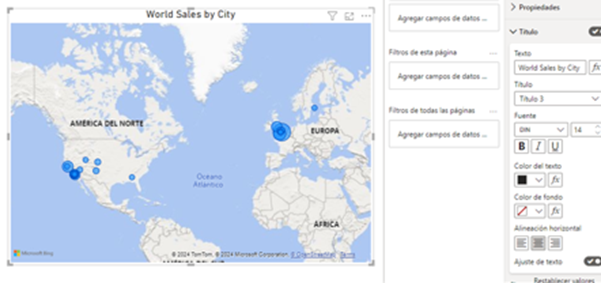 World Sales by City
AMÉRICA DEL NORTE
EUROPA
Océano
Atlántico
ÁFRICA
Microsoft Bing
© 2024 TomTom, © 2024 Microsoft Corporation, © OpenStreetMap, Terms
Agregar campos de datos ...
Filtros de esta página
...
Agregar campos de datos ...
Filtros de todas las páginas
...
Agregar campos de datos ...
Propiedades
Título
Texto
World Sales by City
fx
Título
Título 3
Fuente
DIN
14
B I U
Color del texto
fx
Color de fondo
fx
Alineación horizontal
Ajuste de texto
Restablecer valores